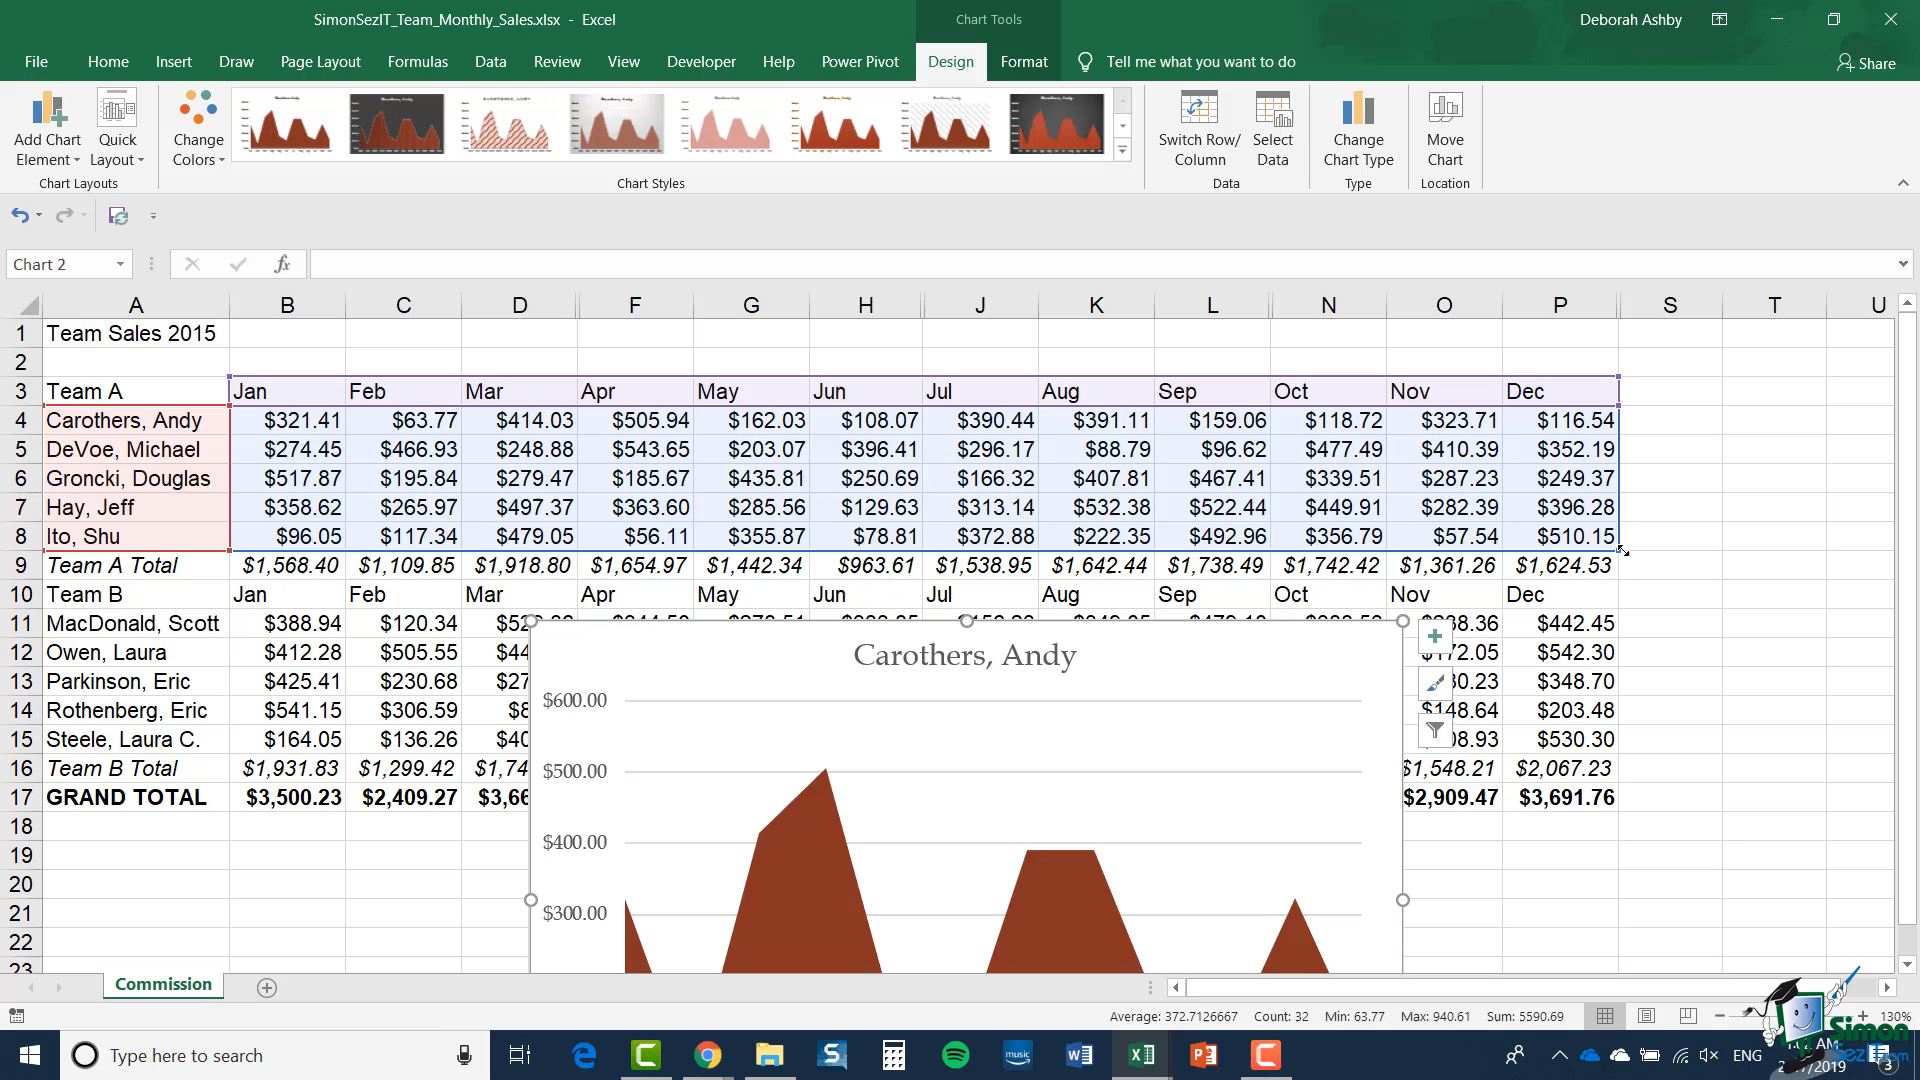 SimonSezIT_Team_Monthly_Sales.xlsx - Excel
Chart Tools
Deborah Ashby
File Home Insert Draw Page Layout Formulas Data Review View Developer Help Power Pivot Design Format Tell me what you want to do Share
Add Chart Element
Quick Layout
Change Colors
Switch Row/ Column
Select Data
Change Chart Type
Move Chart
Chart Layouts
Chart Styles
Data
Type
Location
Chart 2
fx
A B C D F G H J K L N O P S T U
1 Team Sales 2015
2
3 Team A Jan Feb Mar Apr May Jun Jul Aug Sep Oct Nov Dec
4 Carothers, Andy $321.41 $63.77 $414.03 $505.94 $162.03 $108.07 $390.44 $391.11 $159.06 $118.72 $323.71 $116.54
5 DeVoe, Michael $274.45 $466.93 $248.88 $543.65 $203.07 $396.41 $296.17 $88.79 $96.62 $477.49 $410.39 $352.19
6 Groncki, Douglas $517.87 $195.84 $279.47 $185.67 $435.81 $250.69 $166.32 $407.81 $467.41 $339.51 $287.23 $249.37
7 Hay, Jeff $358.62 $265.97 $497.37 $363.60 $285.56 $129.63 $313.14 $532.38 $522.44 $449.91 $282.39 $396.28
8 Ito, Shu $96.05 $117.34 $479.05 $56.11 $355.87 $78.81 $372.88 $222.35 $492.96 $356.79 $57.54 $510.15
9 Team A Total $1,568.40 $1,109.85 $1,918.80 $1,654.97 $1,442.34 $963.61 $1,538.95 $1,642.44 $1,738.49 $1,742.42 $1,361.26 $1,624.53
10 Team B Jan Feb Mar Apr May Jun Jul Aug Sep Oct Nov Dec
11 MacDonald, Scott $388.94 $120.34 $442.45
12 Owen, Laura $412.28 $505.55 $542.30
13 Parkinson, Eric $425.41 $230.68 $348.70
14 Rothenberg, Eric $541.15 $306.59 $148.64 $203.48
15 Steele, Laura C. $164.05 $136.26 $530.30
16 Team B Total $1,931.83 $1,299.42 $1,548.21 $2,067.23
17 GRAND TOTAL $3,500.23 $2,409.27 $2,909.47 $3,691.76
18
19
20
21
22
23
Carothers, Andy
$600.00
$500.00
$400.00
$300.00
Commission
Average: 372.7126667 Count: 32 Min: 63.77 Max: 940.61 Sum: 5590.69 130%
Simon
SezIT.com
Type here to search
music
ENG
3